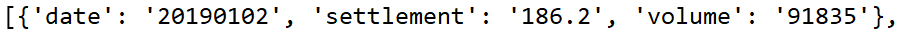 [{'date': '20190102', 'settlement': '186.2', 'volume': '91835'},